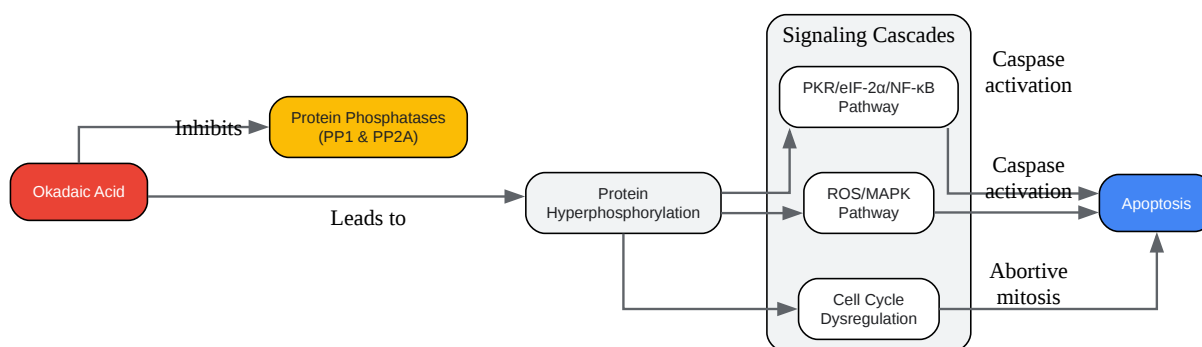 Signaling Cascades
Caspase
activation
PKR/eIF-2α/NF-κB
Pathway
Inhibits
Protein Phosphatases
(PP1 & PP2A)
Okadaic Acid
Leads to
Protein
Hyperphosphorylation
ROS/MAPK
Pathway
Caspase
activation
Apoptosis
Cell Cycle
Dysregulation
Abortive
mitosis